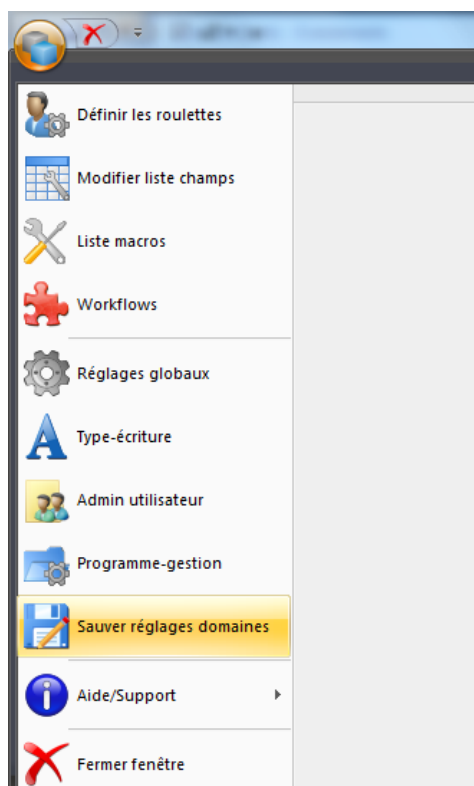 Définir les roulettes
Modifier liste champs
Liste macros
Workflows
Réglages globaux
Type-écriture
Admin utilisateur
Programme-gestion
Sauver réglages domaines
Aide/Support
Fermer fenêtre